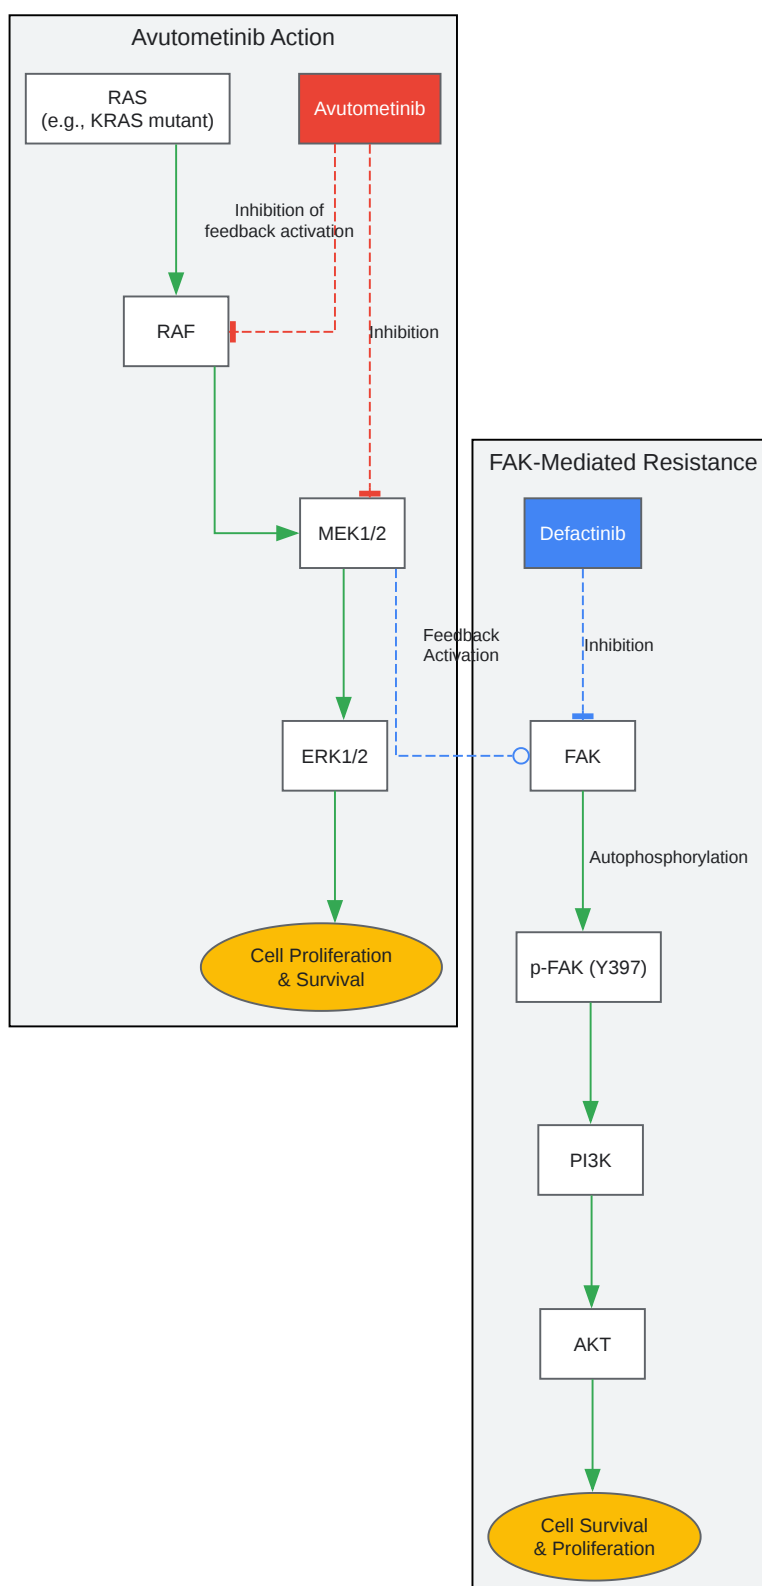 Avutometinib Action
RAS
(e.g., KRAS mutant)
Avutometinib
Inhibition of
feedback activation
RAF
Inhibition
MEK1/2
ERK1/2
Cell Proliferation
& Survival
FAK-Mediated Resistance
Defactinib
Feedback
Activation
Inhibition
FAK
Autophosphorylation
p-FAK (Y397)
PI3K
AKT
Cell Survival
& Proliferation